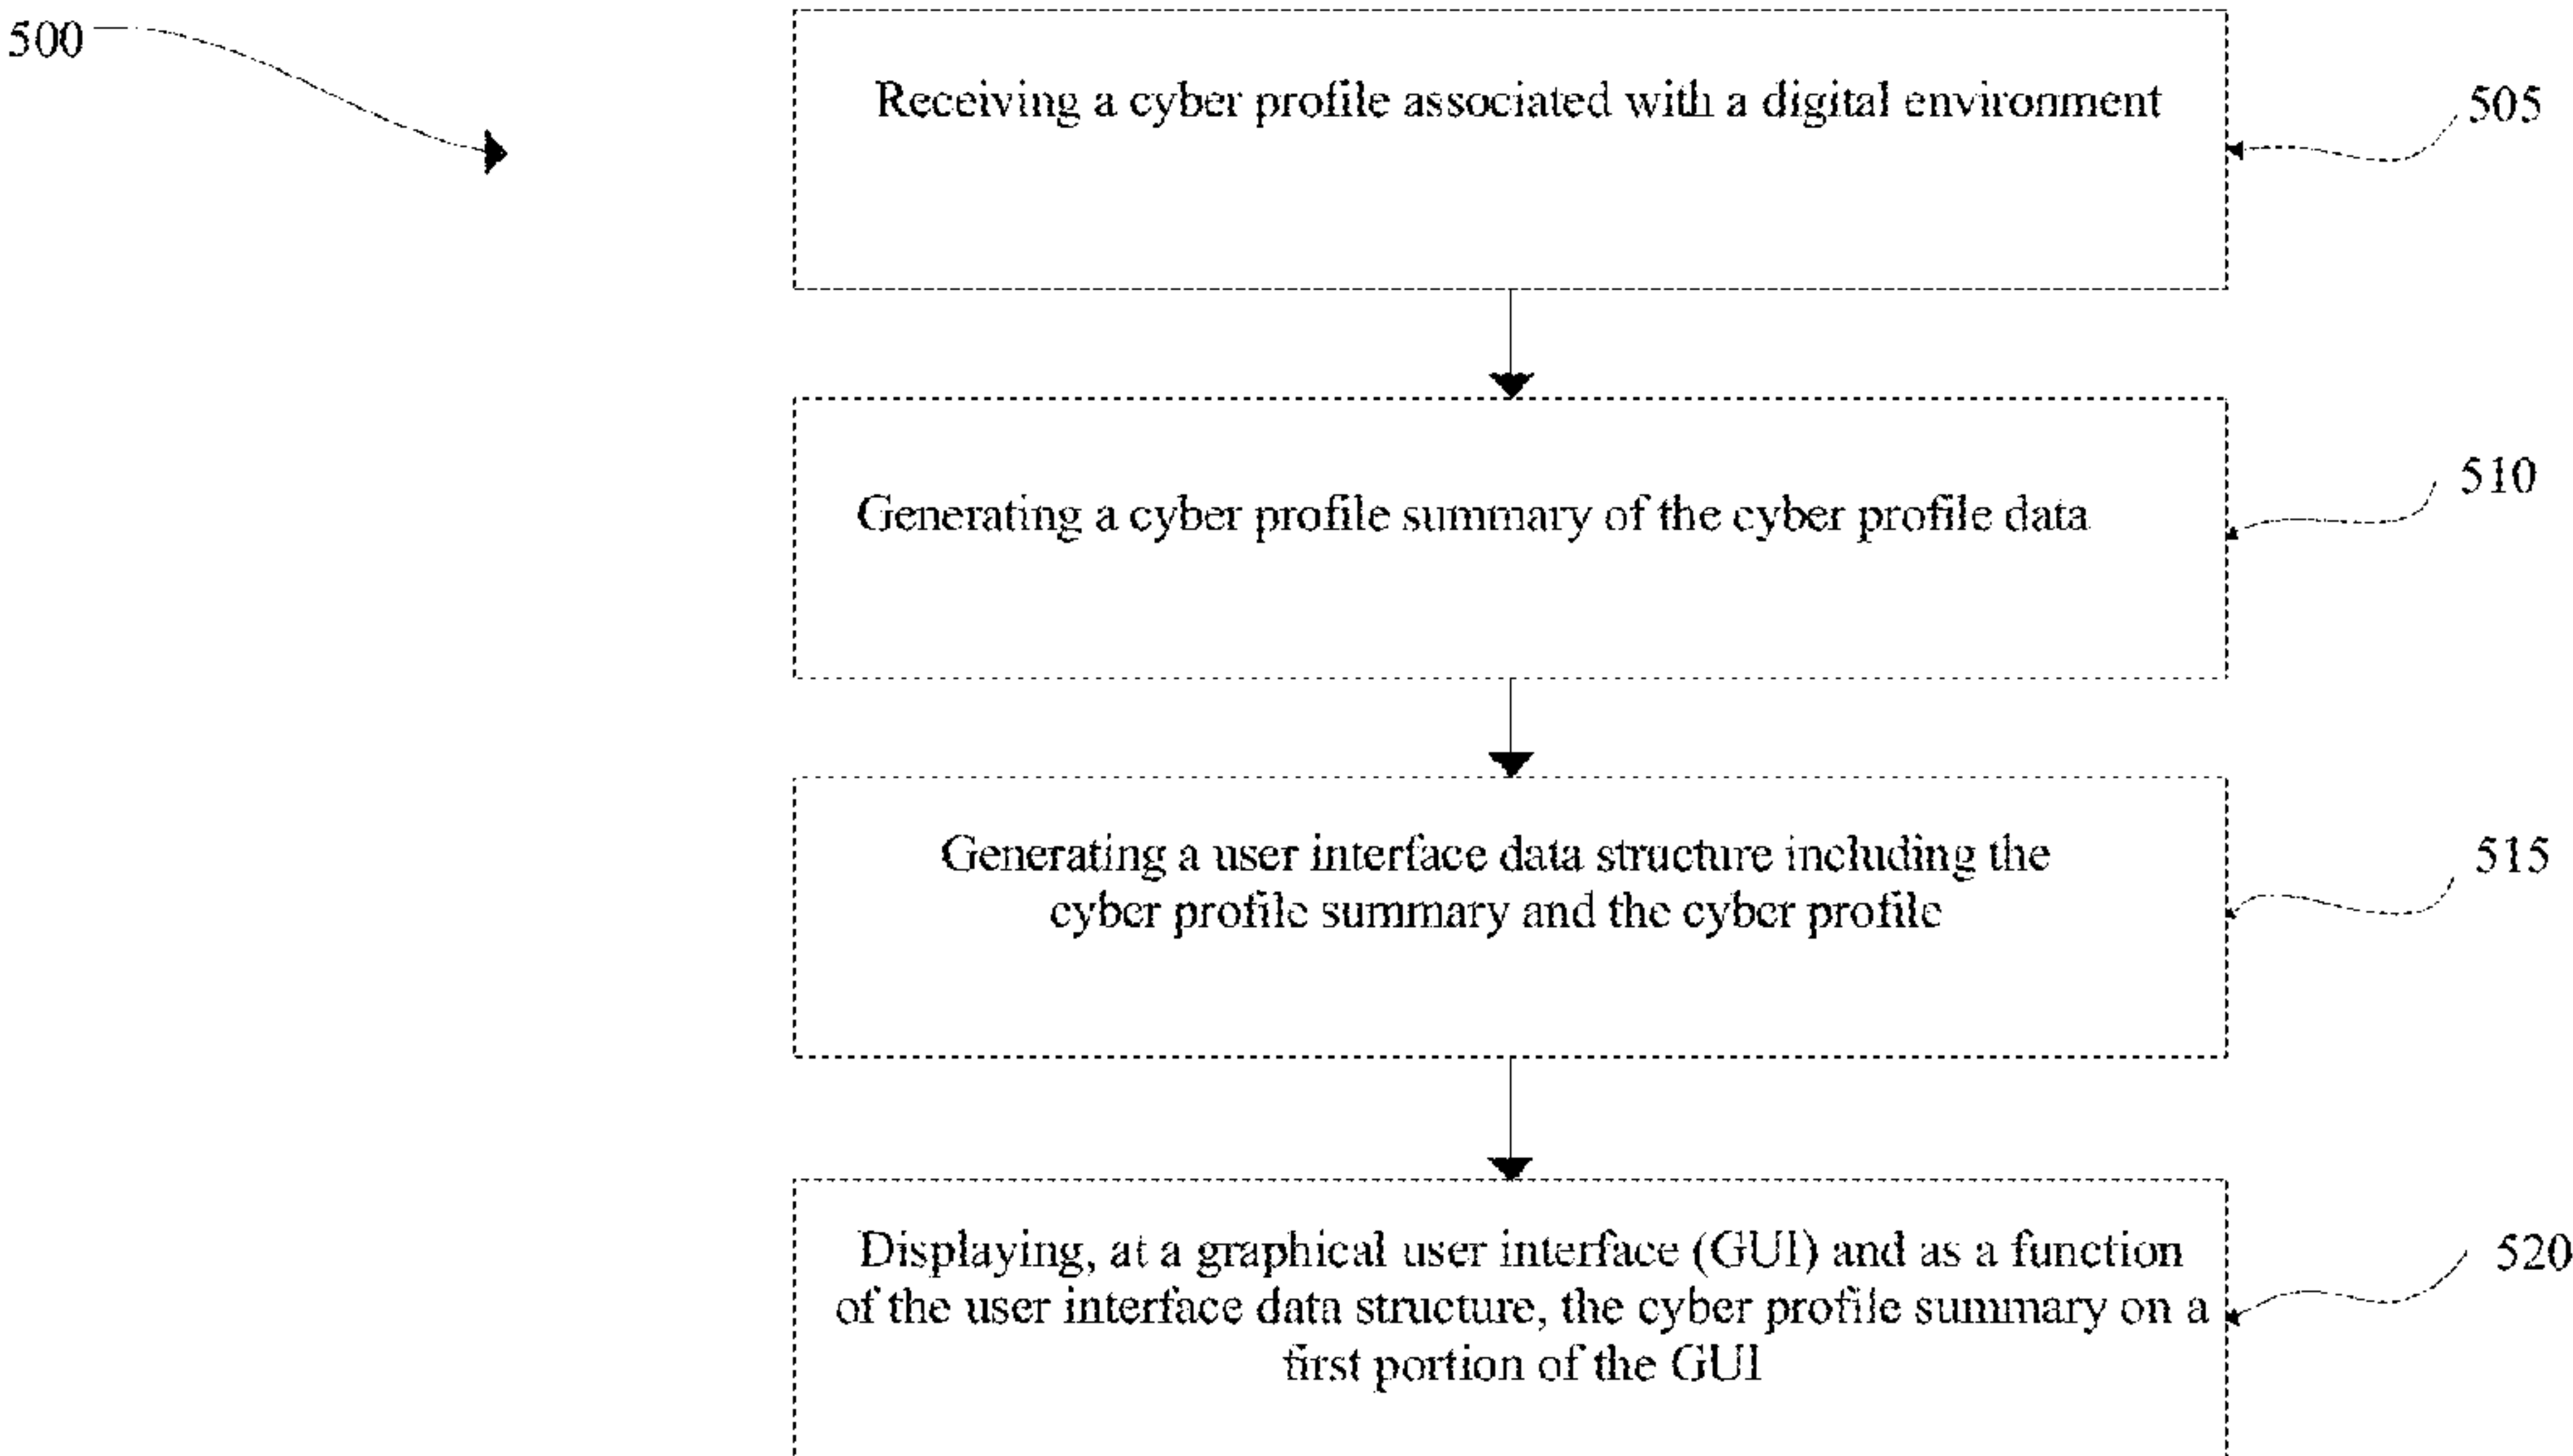 500
Receiving a cyber profile associated with a digital environment
505
Generating a cyber profile summary of the cyber profile data
510
Generating a user interface data structure including the
cyber profile summary and the cyber profile
515
Displaying, at a graphical user interface (GUI) and as a function
of the user interface data structure, the cyber profile summary on a
first portion of the GUI
520